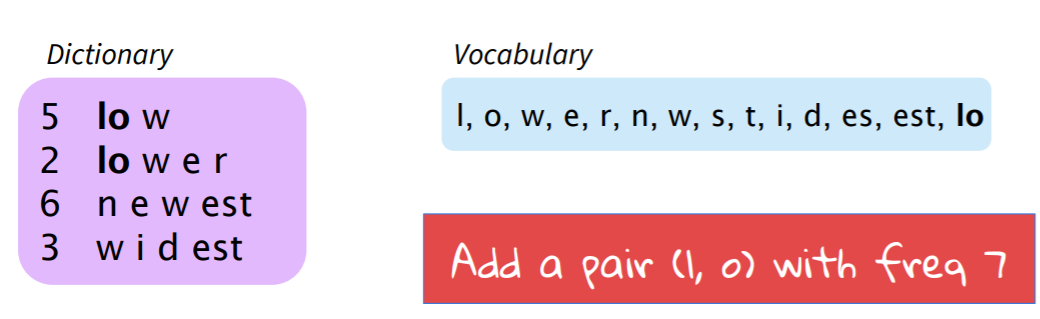 Dictionary
5 lo w
2 lo w e r
6 n e w est
3 w i d est
Vocabulary
l, o, w, e, r, n, w, s, t, i, d, es, est, lo
Add a pair (l, o) with freq 7